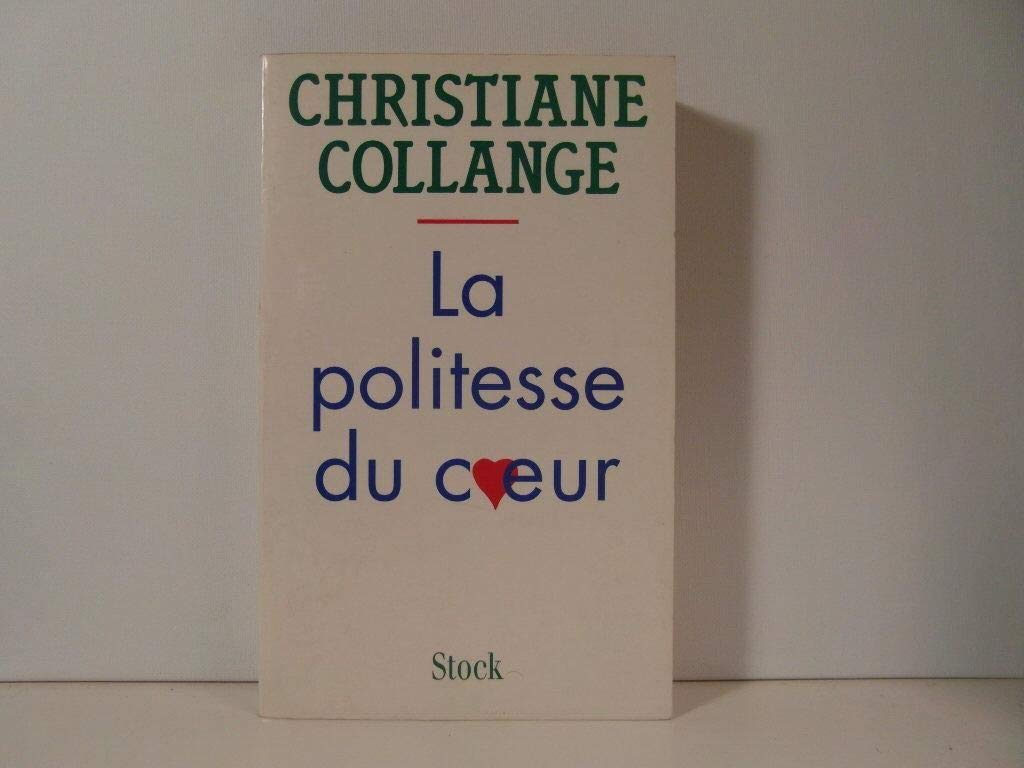 CHRISTIANE
COLLANGE
La
politesse
du cœur
Stock